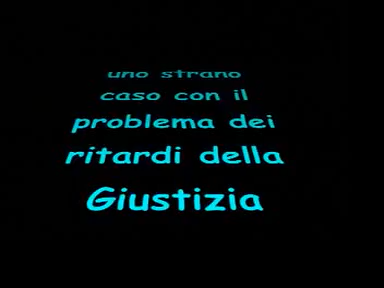 uno strano
caso con il
problema dei
ritardi della
Giustizia